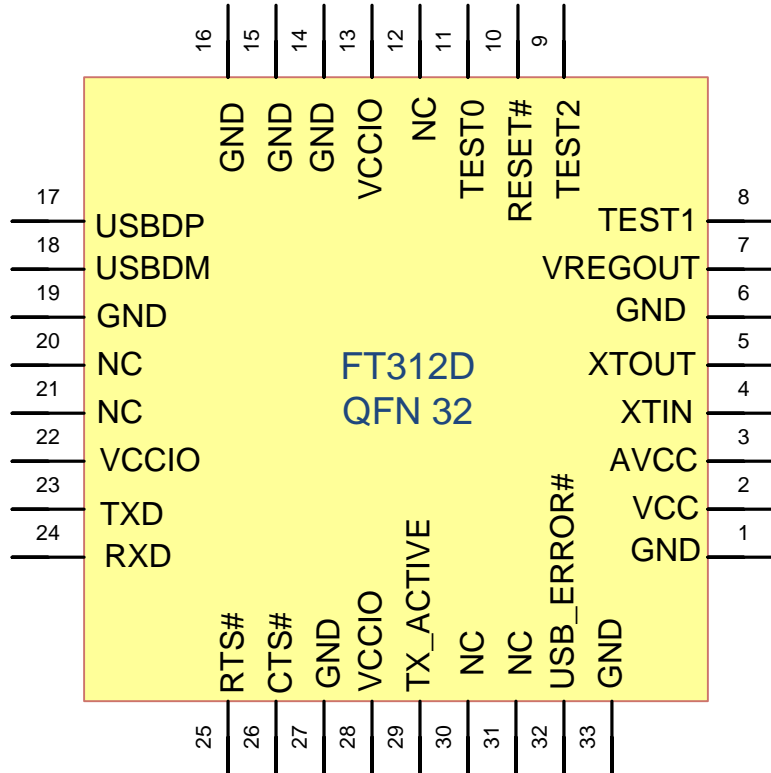 16 15 14 13 12 11 10 9
GND GND GND VCCIO NC TEST0 RESET# TEST2
17 USBDP
18 USBDM
19 GND
20 NC
21 NC
22 VCCIO
23 TXD
24 RXD
FT312D
QFN 32
TEST1 8
VREGOUT 7
GND 6
XTOUT 5
XTIN 4
AVCC 3
VCC 2
GND 1
RTS# CTS# GND VCCIO TX_ACTIVE NC NC USB_ERROR# GND
25 26 27 28 29 30 31 32 33